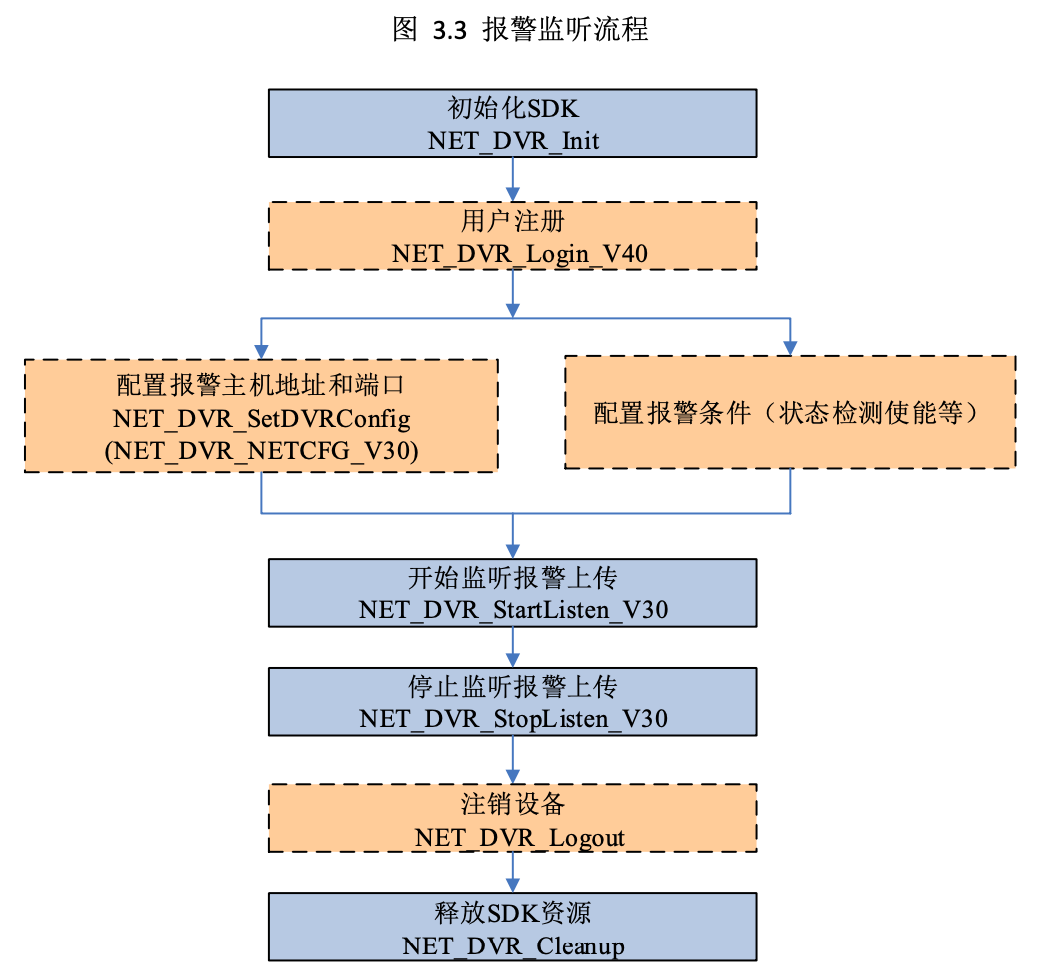 图 3.3 报警监听流程
初始化SDK
NET_DVR_Init
用户注册
NET_DVR_Login_V40
配置报警主机地址和端口
NET_DVR_SetDVRConfig
(NET_DVR_NETCFG_V30)
配置报警条件（状态检测使能等）
开始监听报警上传
NET_DVR_StartListen_V30
停止监听报警上传
NET_DVR_StopListen_V30
注销设备
NET_DVR_Logout
释放SDK资源
NET_DVR_Cleanup